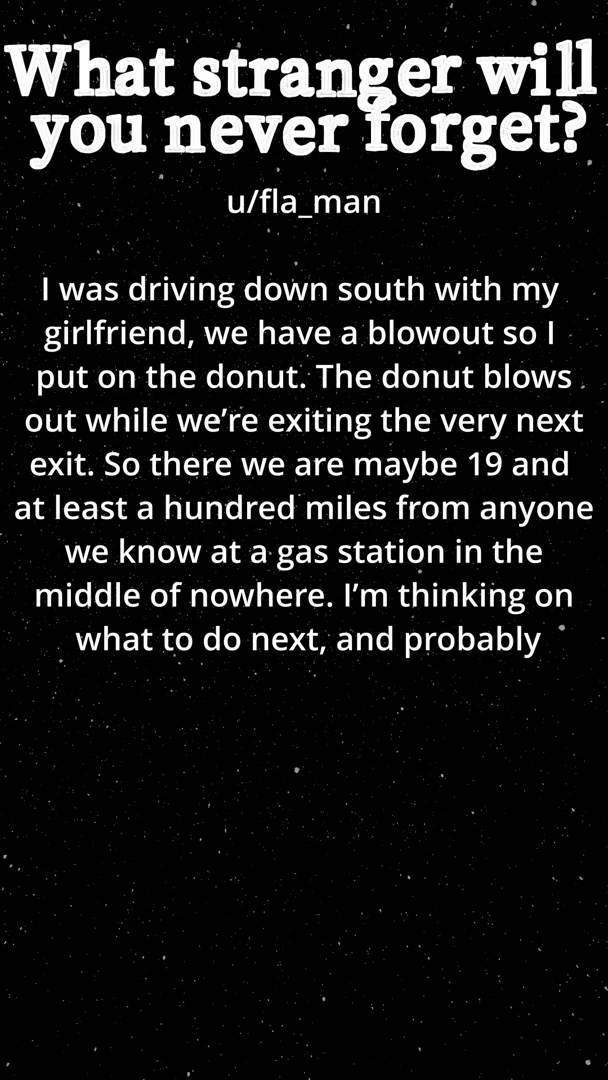 What stranger will
you never forget?
u/fla_man
I was driving down south with my
girlfriend, we have a blowout so I
put on the donut. The donut blows
out while we’re exiting the very next
exit. So there we are maybe 19 and
at least a hundred miles from anyone
we know at a gas station in the
middle of nowhere. I’m thinking on
what to do next, and probably